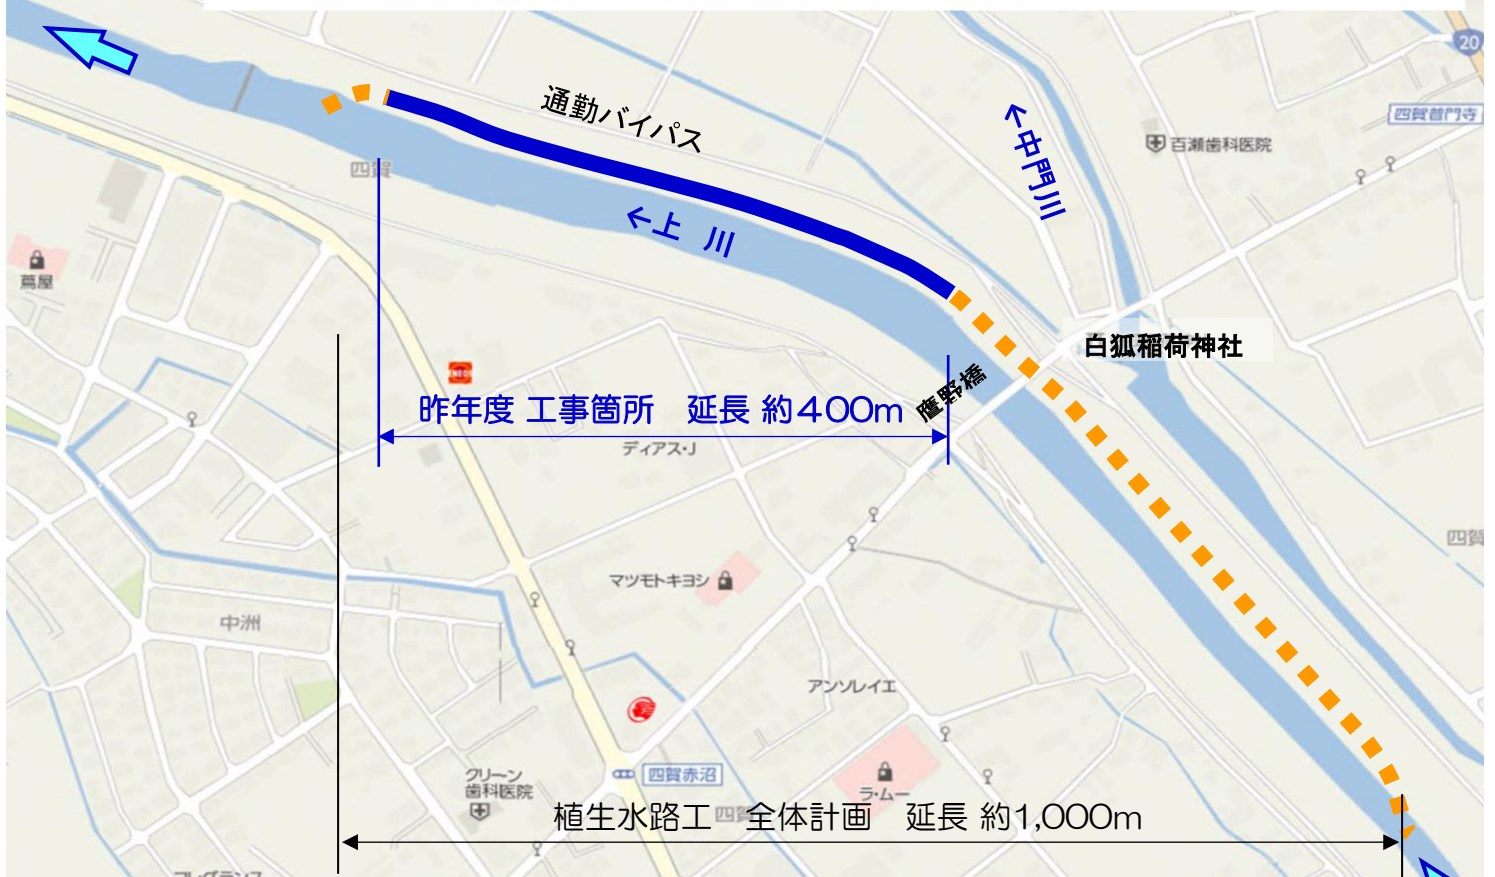 20
四賀普門寺
通勤バイパス
←中門川
百瀬歯科医院
四賀
←上 川
蔦屋
白狐稲荷神社
鷹野橋
昨年度 工事箇所 延長 約400m
ディアス・J
四賀
マツモトキヨシ
中洲
アンソレイエ
クリーン
歯科医院
四賀赤沼
ラ・ムー
四賀
植生水路工 全体計画 延長 約1,000m